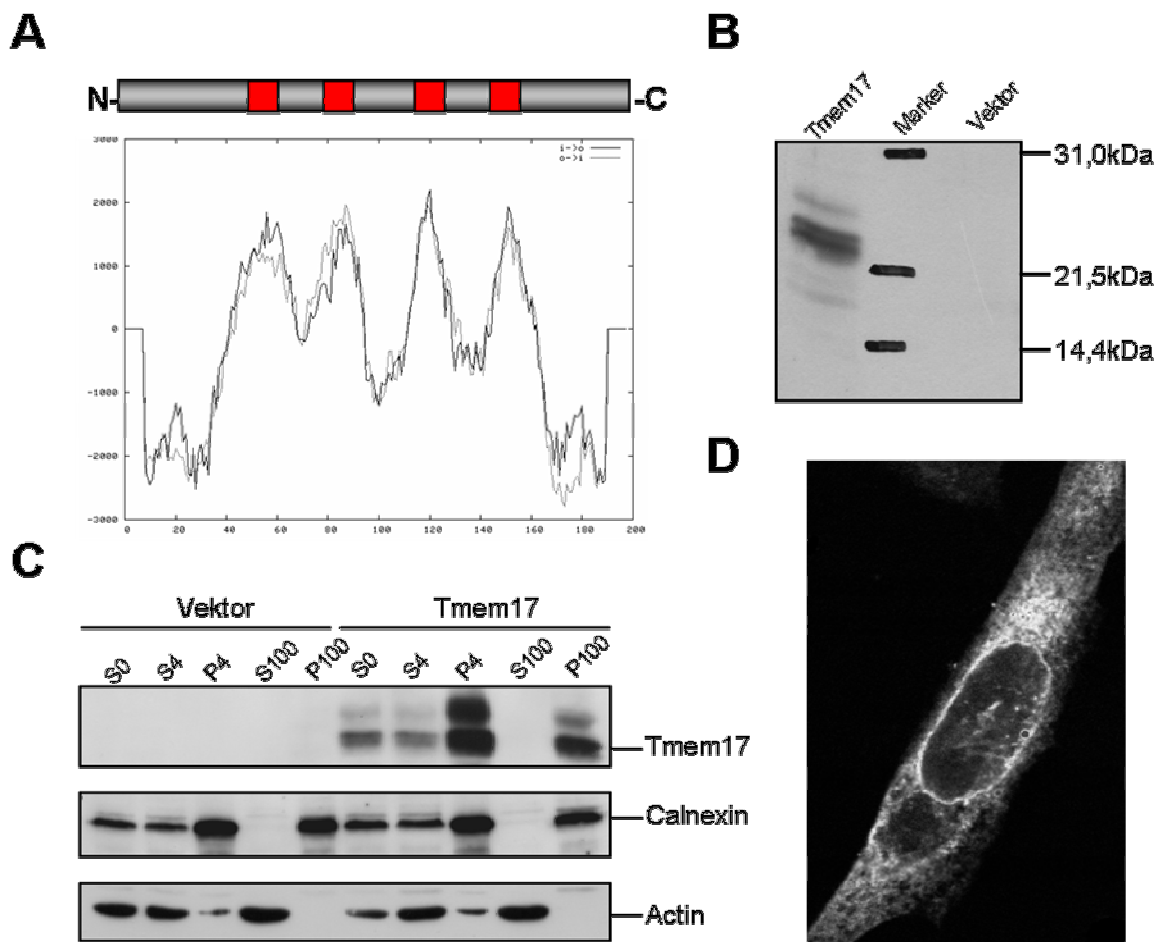 A
N-
-C
3000
2000
1000
0
-1000
-2000
-3000
i->o
o->i
0 20 40 60 80 100 120 140 160 180 200
B
Tmem17 Marker Vektor
31,0kDa
21,5kDa
14,4kDa
C
Vektor Tmem17
S0 S4 P4 S100 P100 S0 S4 P4 S100 P100
Tmem17
Calnexin
Actin
D